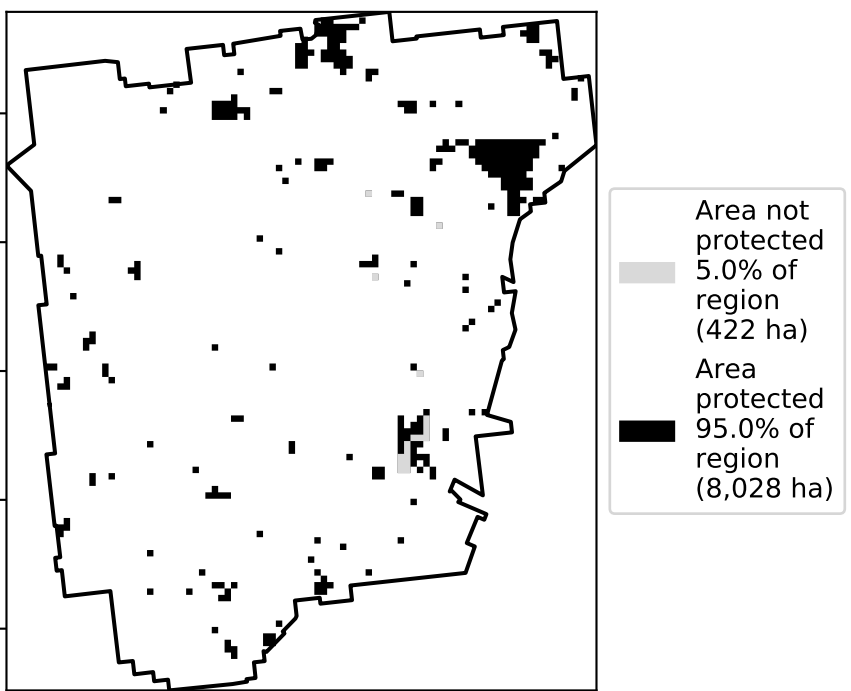 Area not
protected
5.0% of
region
(422 ha)
Area
protected
95.0% of
region
(8,028 ha)